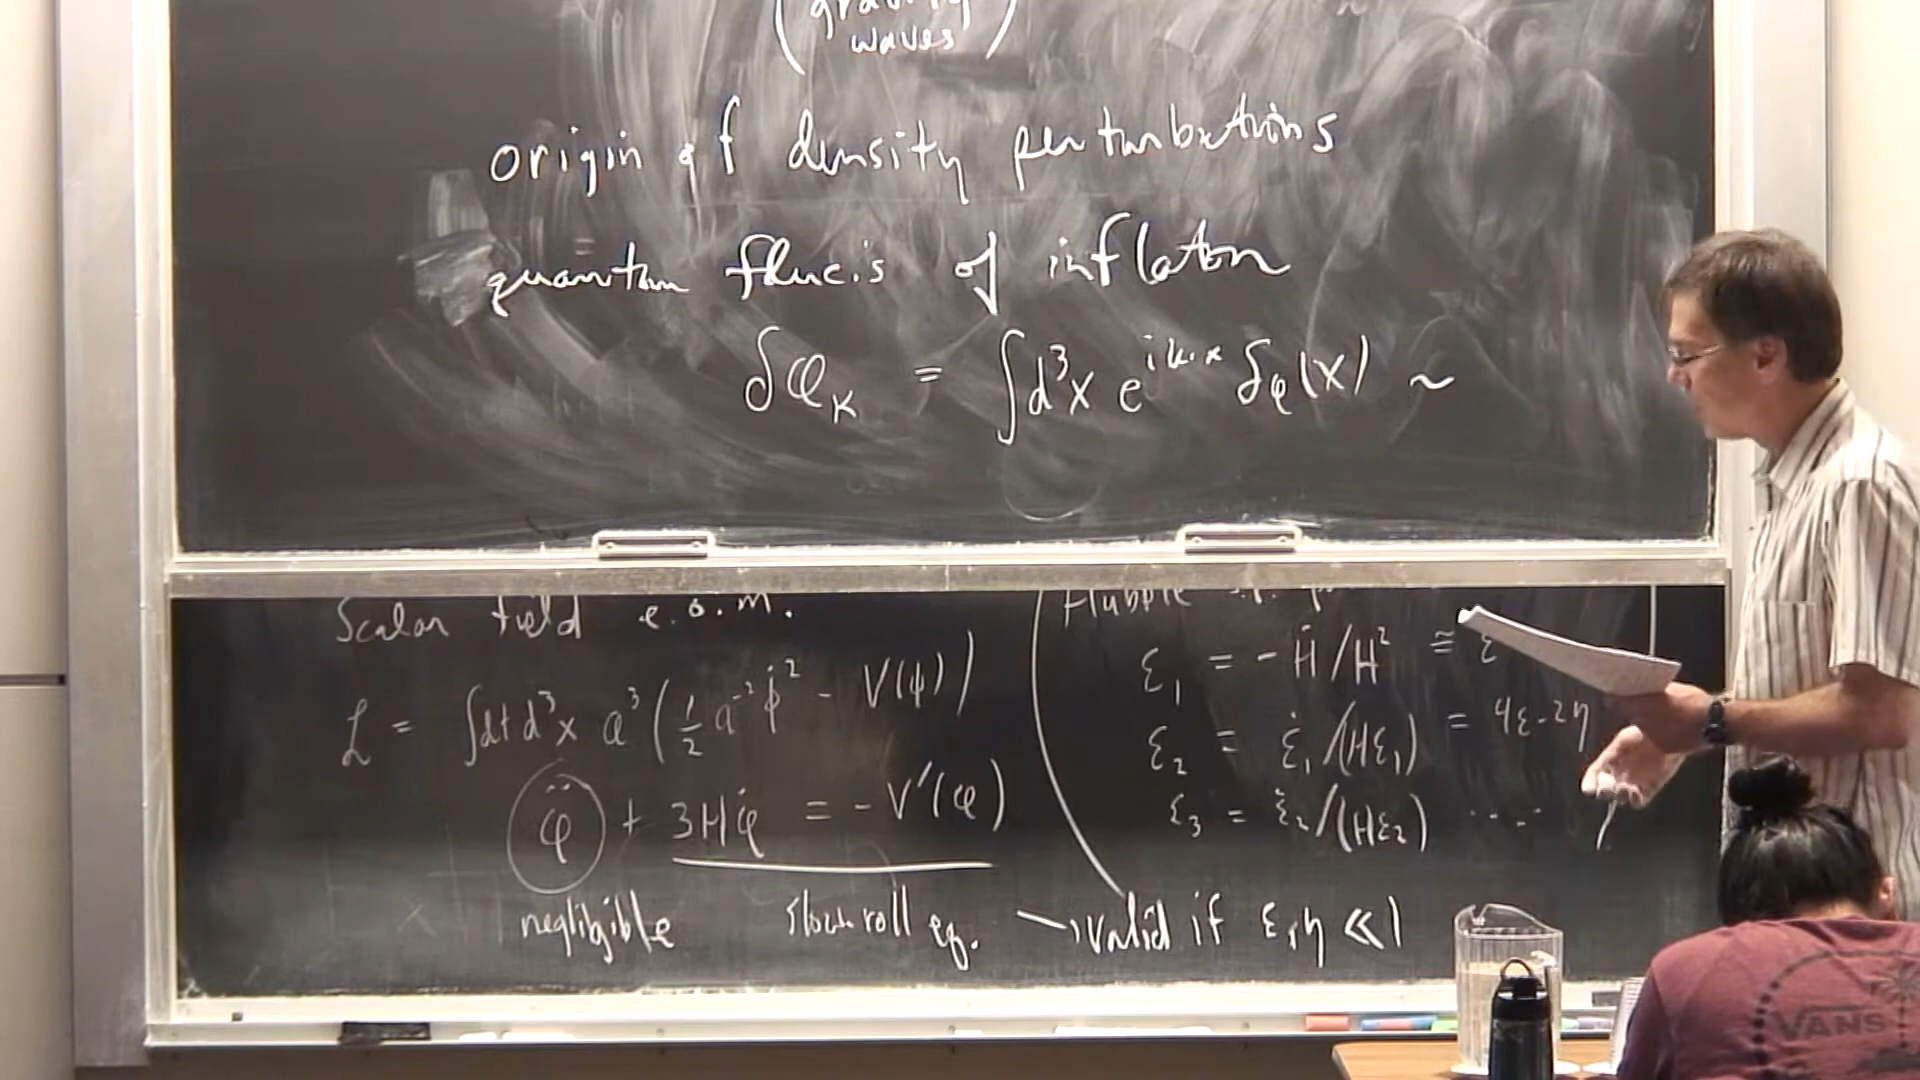 (gravity
waves)
origin of density perturbations
quantum fluc.s of inflaton
δφ_k = ∫d³x e^{ik·x} δφ(x) ~
Scalar field e.o.m.
L = ∫dt d³x a³ (½ a⁻² φ̇² - V(φ))
φ̈ + 3Hφ̇ = -V'(φ)
negligible slow-roll eq. → valid if ε, η << 1
Hubble
ε₁ = -Ḣ/H² ≅ ε
ε₂ = ε̇₁/(Hε₁) = 4ε-2η
ε₃ = ε̇₂/(Hε₂) ....
VANS